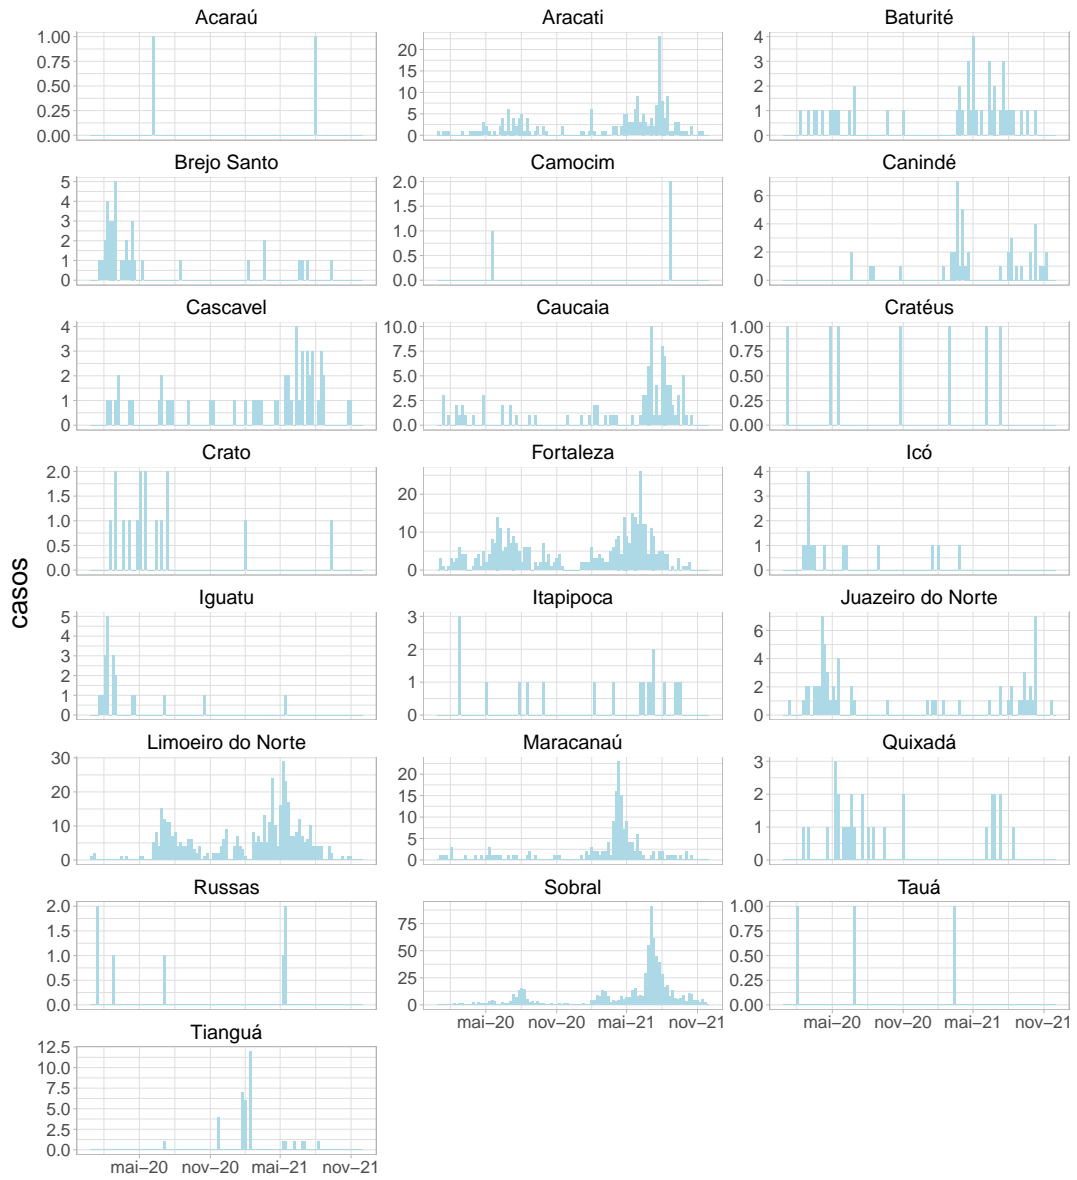 Acaraú Aracati Baturité
1.00 0.75 0.50 0.25 0.00
20 15 10 5 0
4 3 2 1 0
Brejo Santo Camocim Canindé
5 4 3 2 1 0
2.0 1.5 1.0 0.5 0.0
6 4 2 0
Cascavel Caucaia Cratéus
4 3 2 1 0
10.0 7.5 5.0 2.5 0.0
1.00 0.75 0.50 0.25 0.00
Crato Fortaleza Icó
2.0 1.5 1.0 0.5 0.0
20 10 0
4 3 2 1 0
casos
Iguatu Itapipoca Juazeiro do Norte
5 4 3 2 1 0
3 2 1 0
6 4 2 0
Limoeiro do Norte Maracanaú Quixadá
30 20 10 0
20 15 10 5 0
3 2 1 0
Russas Sobral Tauá
2.0 1.5 1.0 0.5 0.0
75 50 25 0
1.00 0.75 0.50 0.25 0.00
mai–20 nov–20 mai–21 nov–21 mai–20 nov–20 mai–21 nov–21
Tianguá
12.5 10.0 7.5 5.0 2.5 0.0
mai–20 nov–20 mai–21 nov–21